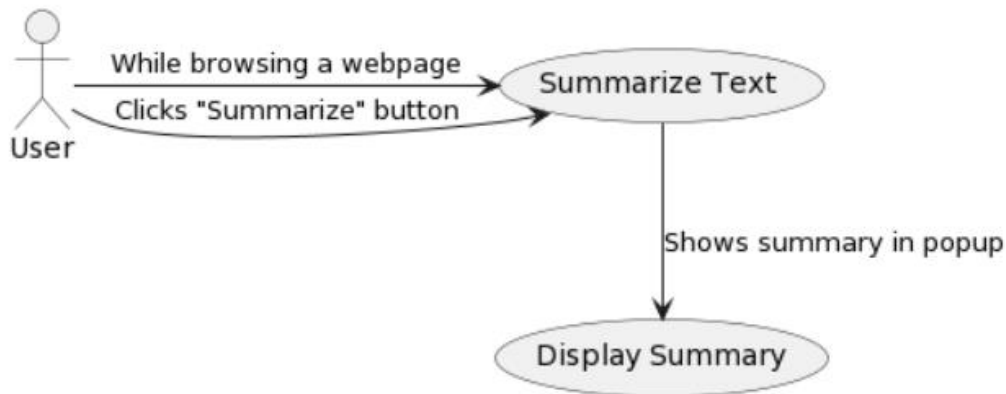 While browsing a webpage
Summarize Text
Clicks "Summarize" button
User
Shows summary in popup
Display Summary